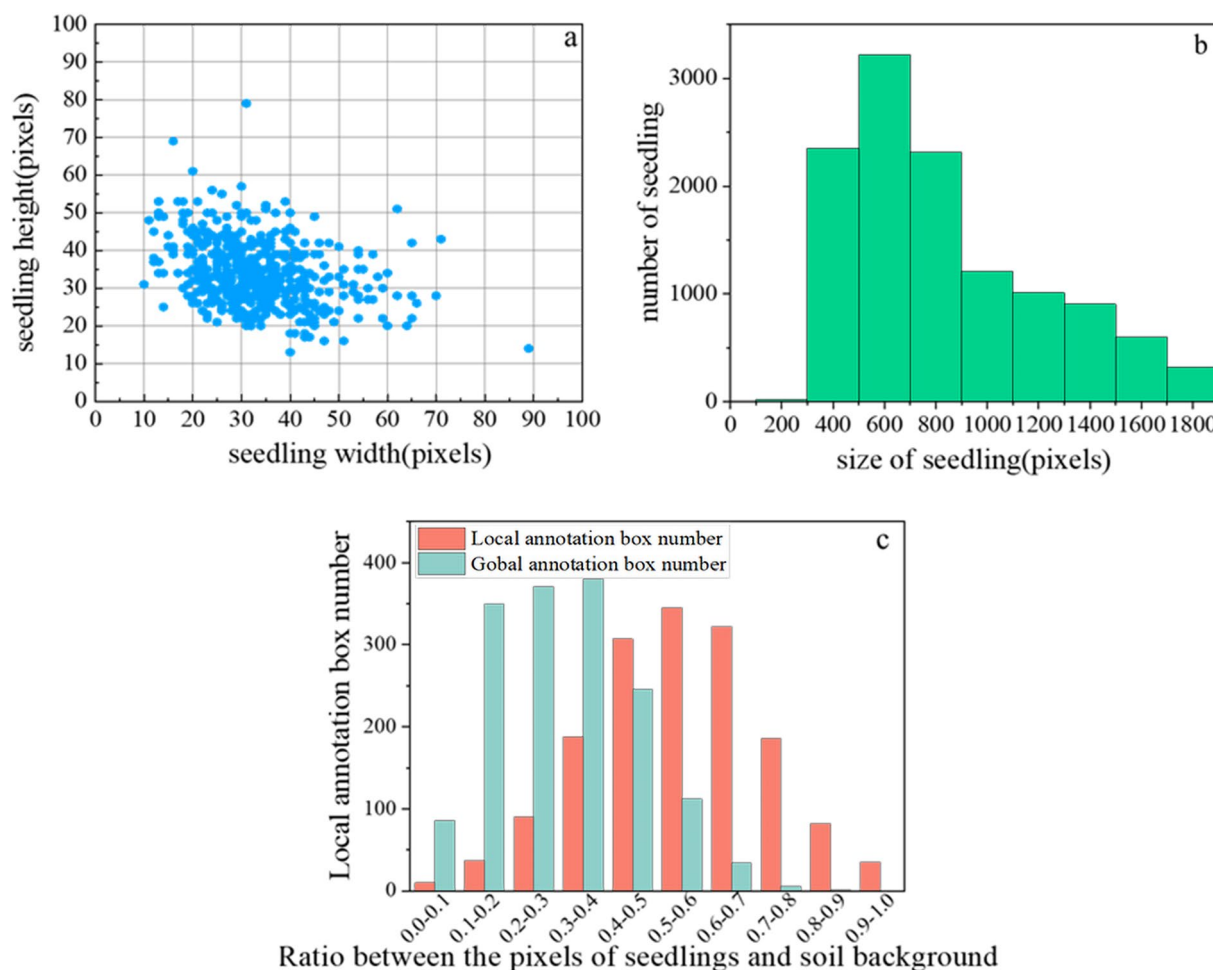 a
100
90
80
70
60
50
40
30
20
10
0
seedling height(pixels)
0 10 20 30 40 50 60 70 80 90 100
seedling width(pixels)
b
3000
2000
1000
0
number of seedling
0 200 400 600 800 1000 1200 1400 1600 1800
size of seedling(pixels)
c
Local annotation box number
Gobal annotation box number
400
300
200
100
0
Local annotation box number
0.0-0.1 0.1-0.2 0.2-0.3 0.3-0.4 0.4-0.5 0.5-0.6 0.6-0.7 0.7-0.8 0.8-0.9 0.9-1.0
Ratio between the pixels of seedlings and soil background